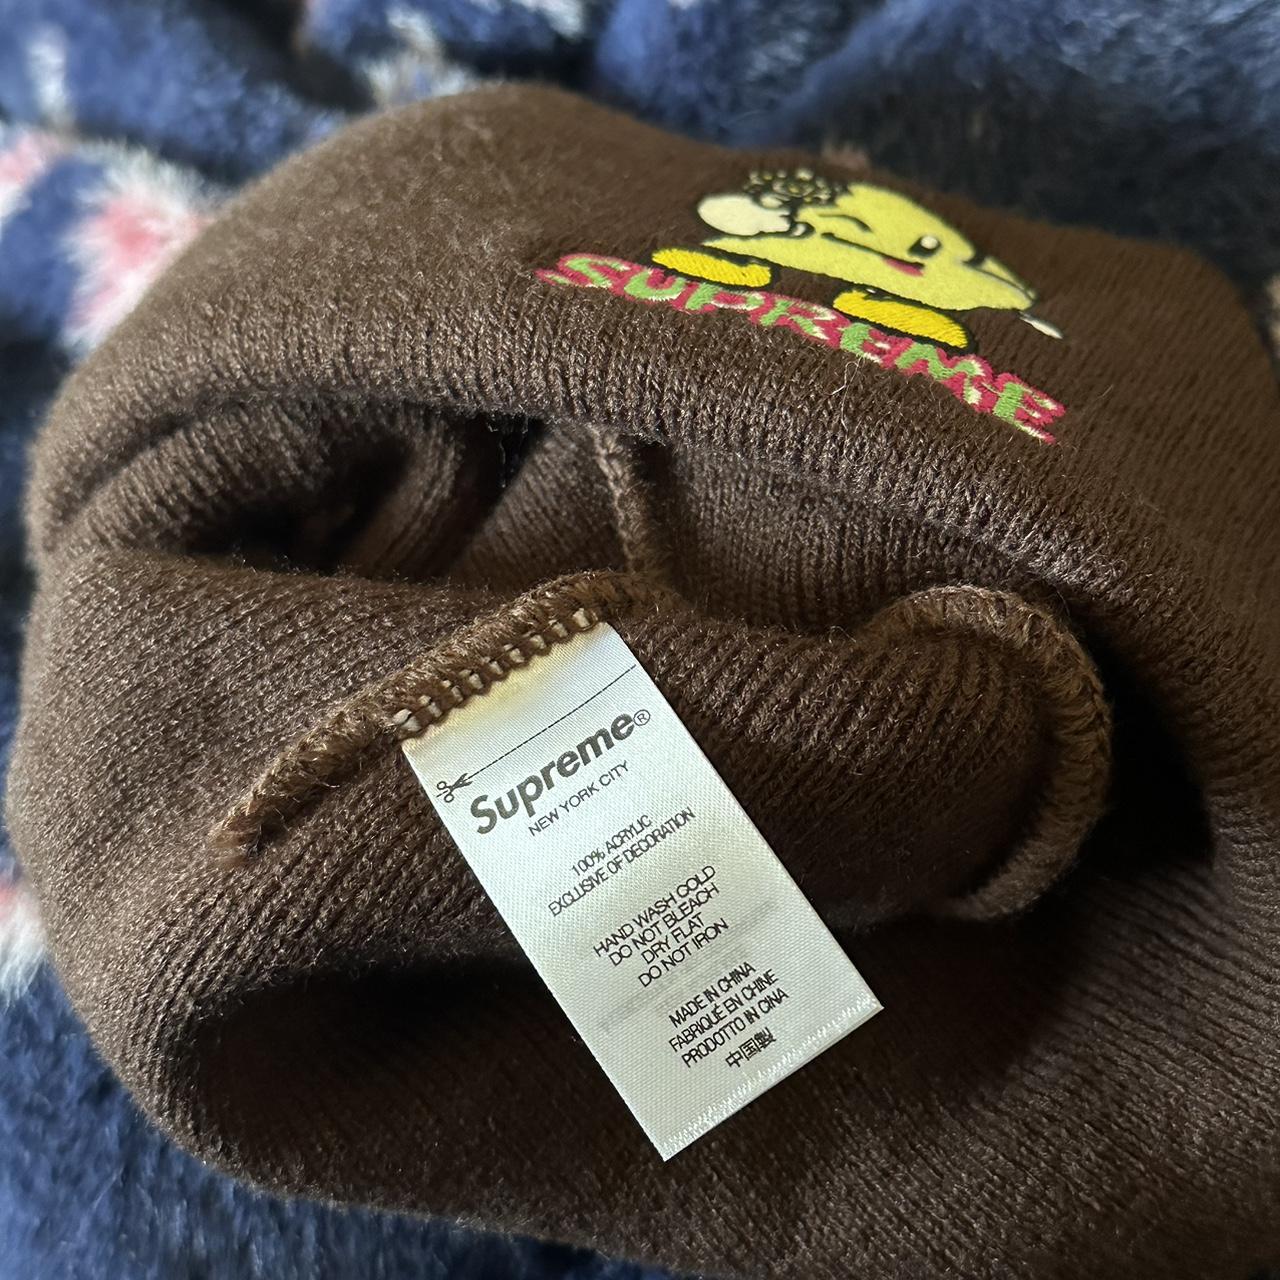 SUPREME
Supreme®
NEW YORK CITY
100% ACRYLIC
EXCLUSIVE OF DECORATION
HAND WASH COLD
DO NOT BLEACH
DRY FLAT
DO NOT IRON
MADE IN CHINA
FABRIQUÉ EN CHINE
PRODOTTO IN CINA
中国製